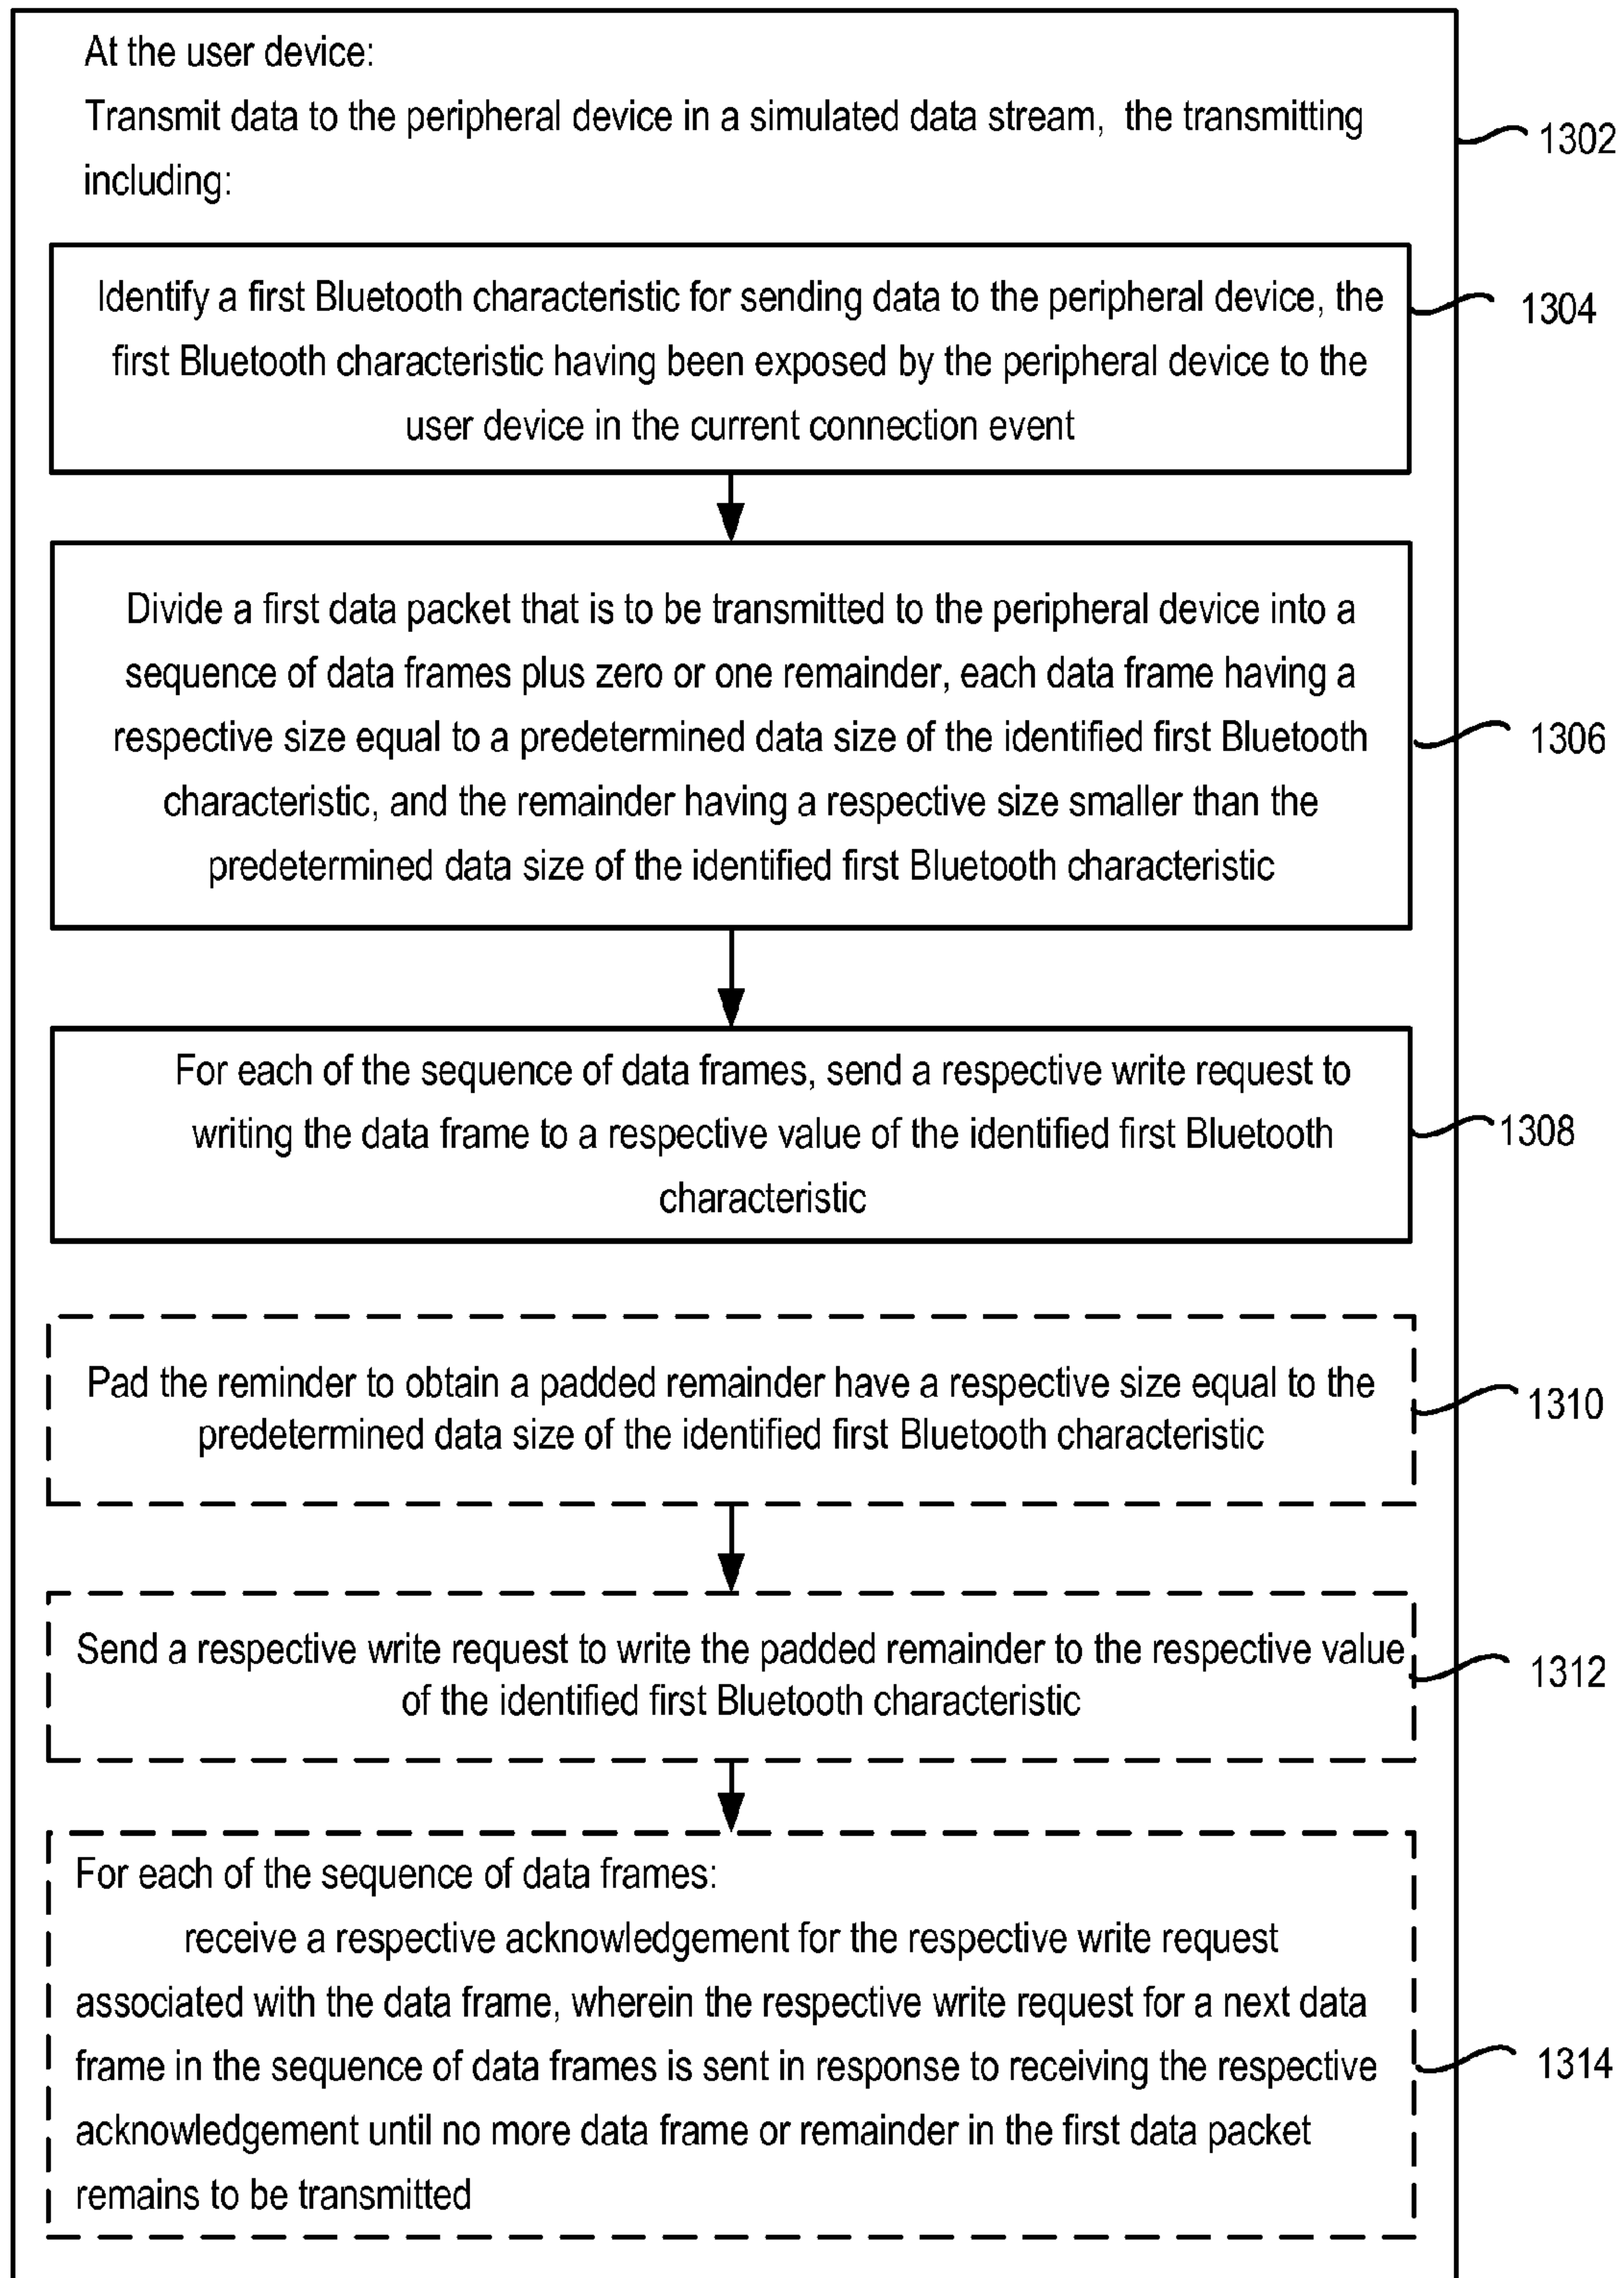 At the user device:
Transmit data to the peripheral device in a simulated data stream, the transmitting
including:
1302
Identify a first Bluetooth characteristic for sending data to the peripheral device, the
first Bluetooth characteristic having been exposed by the peripheral device to the
user device in the current connection event
1304
Divide a first data packet that is to be transmitted to the peripheral device into a
sequence of data frames plus zero or one remainder, each data frame having a
respective size equal to a predetermined data size of the identified first Bluetooth
characteristic, and the remainder having a respective size smaller than the
predetermined data size of the identified first Bluetooth characteristic
1306
For each of the sequence of data frames, send a respective write request to
writing the data frame to a respective value of the identified first Bluetooth
characteristic
1308
Pad the reminder to obtain a padded remainder have a respective size equal to the
predetermined data size of the identified first Bluetooth characteristic
1310
Send a respective write request to write the padded remainder to the respective value
of the identified first Bluetooth characteristic
1312
For each of the sequence of data frames:
receive a respective acknowledgement for the respective write request
associated with the data frame, wherein the respective write request for a next data
frame in the sequence of data frames is sent in response to receiving the respective
acknowledgement until no more data frame or remainder in the first data packet
remains to be transmitted
1314